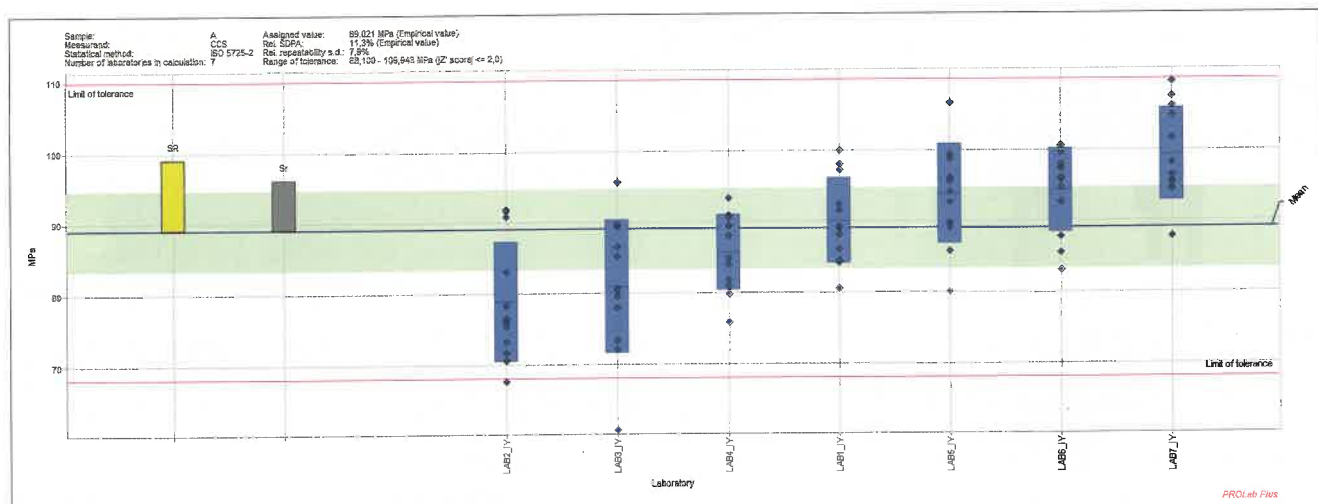 Sample: A Assigned value: 89,021 MPa (Empirical value)
Measurand: CCS Rel. SDPA: 11,3% (Empirical value)
Statistical method: ISO 5725-2 Rel. repeatability s.d.: 7,9%
Number of laboratories in calculation: 7 Range of tolerance: MPa (|Z' score| <= 2,0)
110
Limit of tolerance
100
SR
Sr
90
Mean
MPa
80
70
Limit of tolerance
LAB2_IY
LAB3_IY
LAB4_IY
LAB1_IY
LAB5_IY
LAB6_IY
LAB7_IY
Laboratory
PROLab Plus